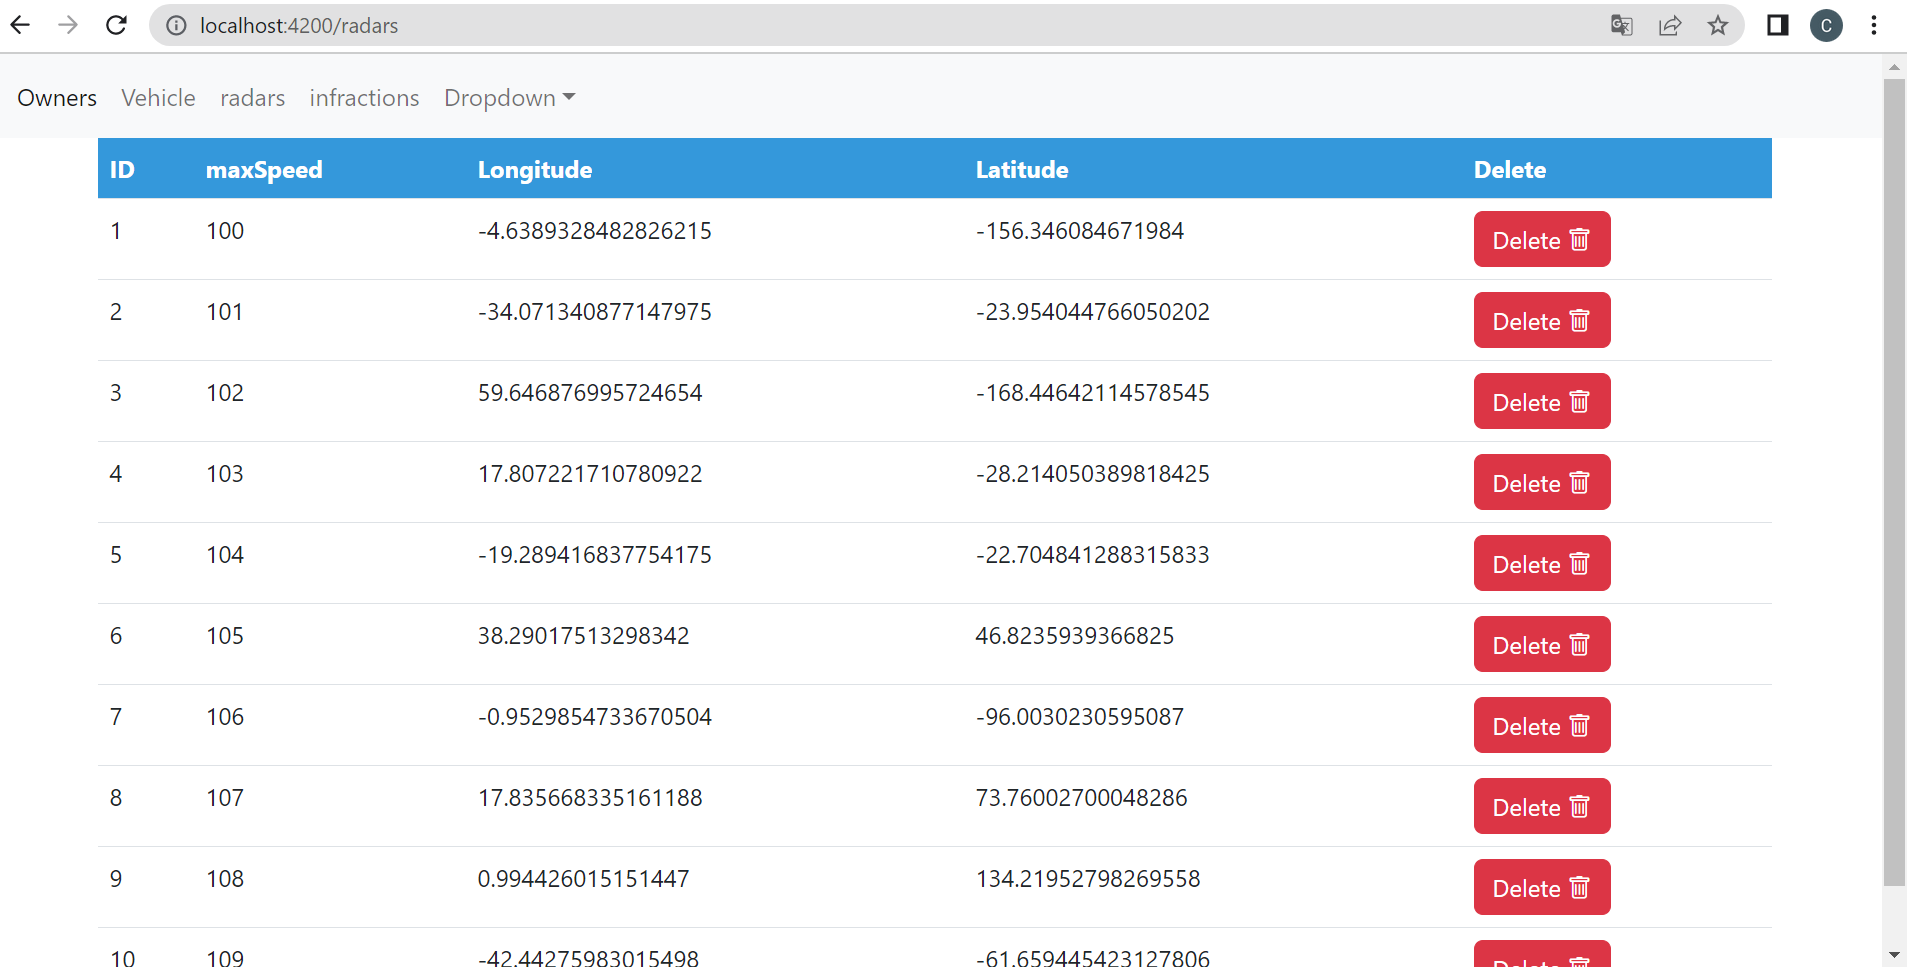 localhost:4200/radars
C
Owners Vehicle radars infractions Dropdown
ID maxSpeed Longitude Latitude Delete
1 100 -4.6389328482826215 -156.346084671984 Delete
2 101 -34.071340877147975 -23.954044766050202 Delete
3 102 59.646876995724654 -168.44642114578545 Delete
4 103 17.807221710780922 -28.214050389818425 Delete
5 104 -19.289416837754175 -22.704841288315833 Delete
6 105 38.29017513298342 46.8235939366825 Delete
7 106 -0.9529854733670504 -96.0030230595087 Delete
8 107 17.835668335161188 73.76002700048286 Delete
9 108 0.994426015151447 134.21952798269558 Delete
10 109 -42.44275983015498 -61.659445423127806 Delete